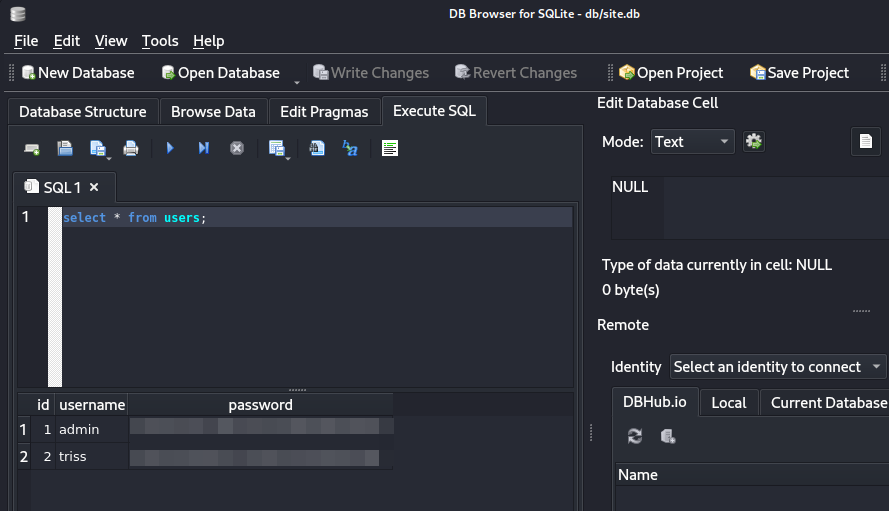 DB Browser for SQLite - db/site.db
File Edit View Tools Help
New Database Open Database Write Changes Revert Changes Open Project Save Project
Database Structure Browse Data Edit Pragmas Execute SQL
SQL 1
1 select * from users;
id username password
1 1 admin
2 2 triss
Edit Database Cell
Mode: Text
NULL
Type of data currently in cell: NULL
0 byte(s)
Remote
Identity Select an identity to connect
DBHub.io Local Current Database
Name